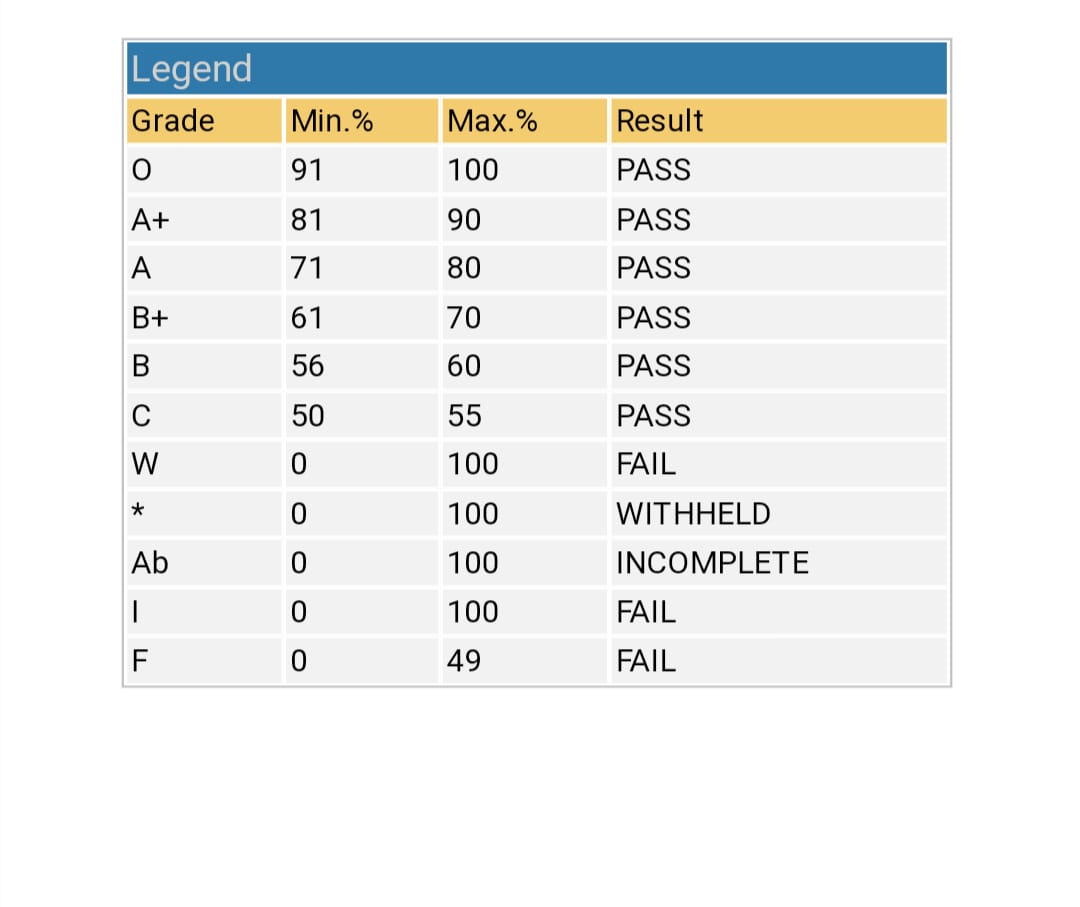 Legend
Grade Min.% Max.% Result
O 91 100 PASS
A+ 81 90 PASS
A 71 80 PASS
B+ 61 70 PASS
B 56 60 PASS
C 50 55 PASS
W 0 100 FAIL
* 0 100 WITHHELD
Ab 0 100 INCOMPLETE
I 0 100 FAIL
F 0 49 FAIL